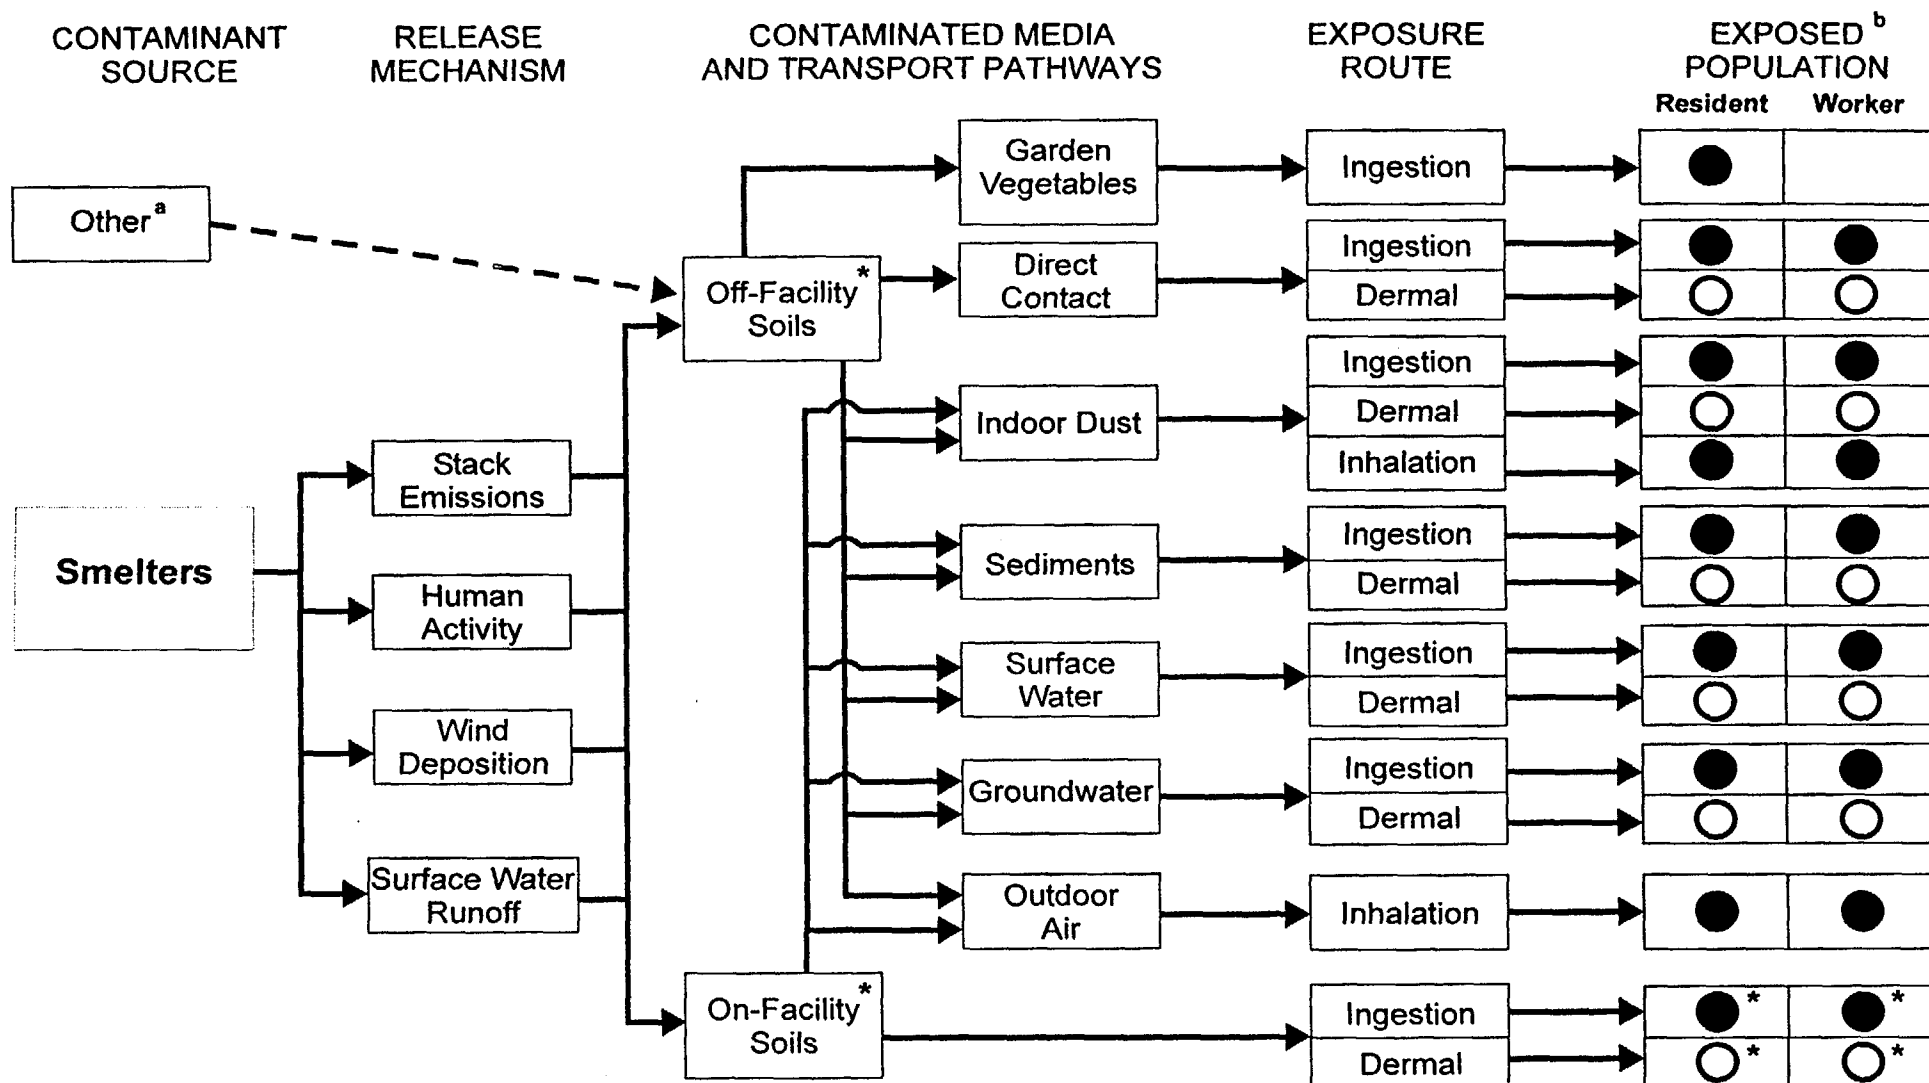 CONTAMINANT
SOURCE
RELEASE
MECHANISM
CONTAMINATED MEDIA
AND TRANSPORT PATHWAYS
EXPOSURE
ROUTE
EXPOSED b
POPULATION
Resident Worker
Other a
Smelters
Stack
Emissions
Human
Activity
Wind
Deposition
Surface Water
Runoff
Off-Facility *
Soils
On-Facility *
Soils
Garden
Vegetables
Direct
Contact
Indoor Dust
Sediments
Surface
Water
Groundwater
Outdoor
Air
Ingestion
Ingestion
Dermal
Ingestion
Dermal
Inhalation
Ingestion
Dermal
Ingestion
Dermal
Ingestion
Dermal
Inhalation
Ingestion
Dermal
* *
* *